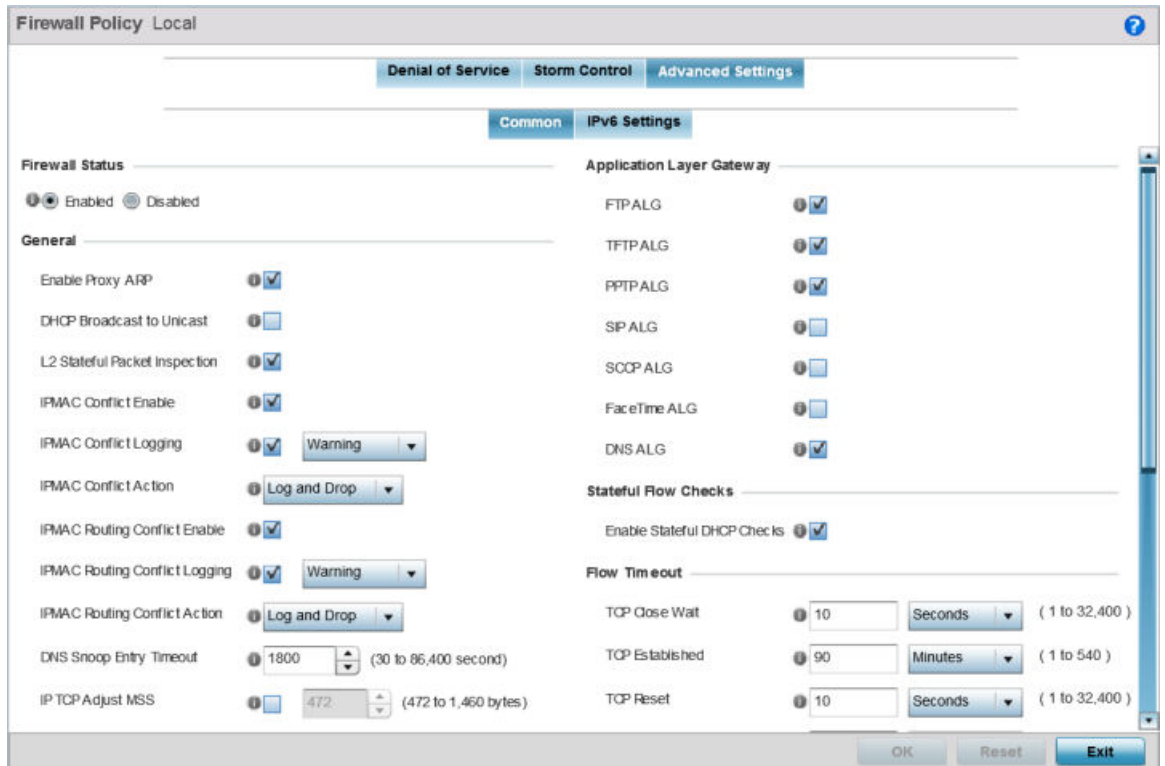 Firewall Policy Local
?
Denial of Service Storm Control Advanced Settings
Common IPv6 Settings
Firewall Status
Enabled Disabled
General
Enable Proxy ARP
DHCP Broadcast to Unicast
L2 Stateful Packet Inspection
IPMAC Conflict Enable
IPMAC Conflict Logging Warning
IPMAC Conflict Action Log and Drop
IPMAC Routing Conflict Enable
IPMAC Routing Conflict Logging Warning
IPMAC Routing Conflict Action Log and Drop
DNS Snoop Entry Timeout 1800 (30 to 86,400 second)
IP TCP Adjust MSS 472 (472 to 1,460 bytes)
Application Layer Gateway
FTP ALG
TFTP ALG
PPTP ALG
SIP ALG
SCCP ALG
FaceTime ALG
DNS ALG
Stateful Flow Checks
Enable Stateful DHCP Checks
Flow Timeout
TCP Close Wait 10 Seconds ( 1 to 32,400 )
TCP Established 90 Minutes ( 1 to 540 )
TCP Reset 10 Seconds ( 1 to 32,400 )
OK Reset Exit